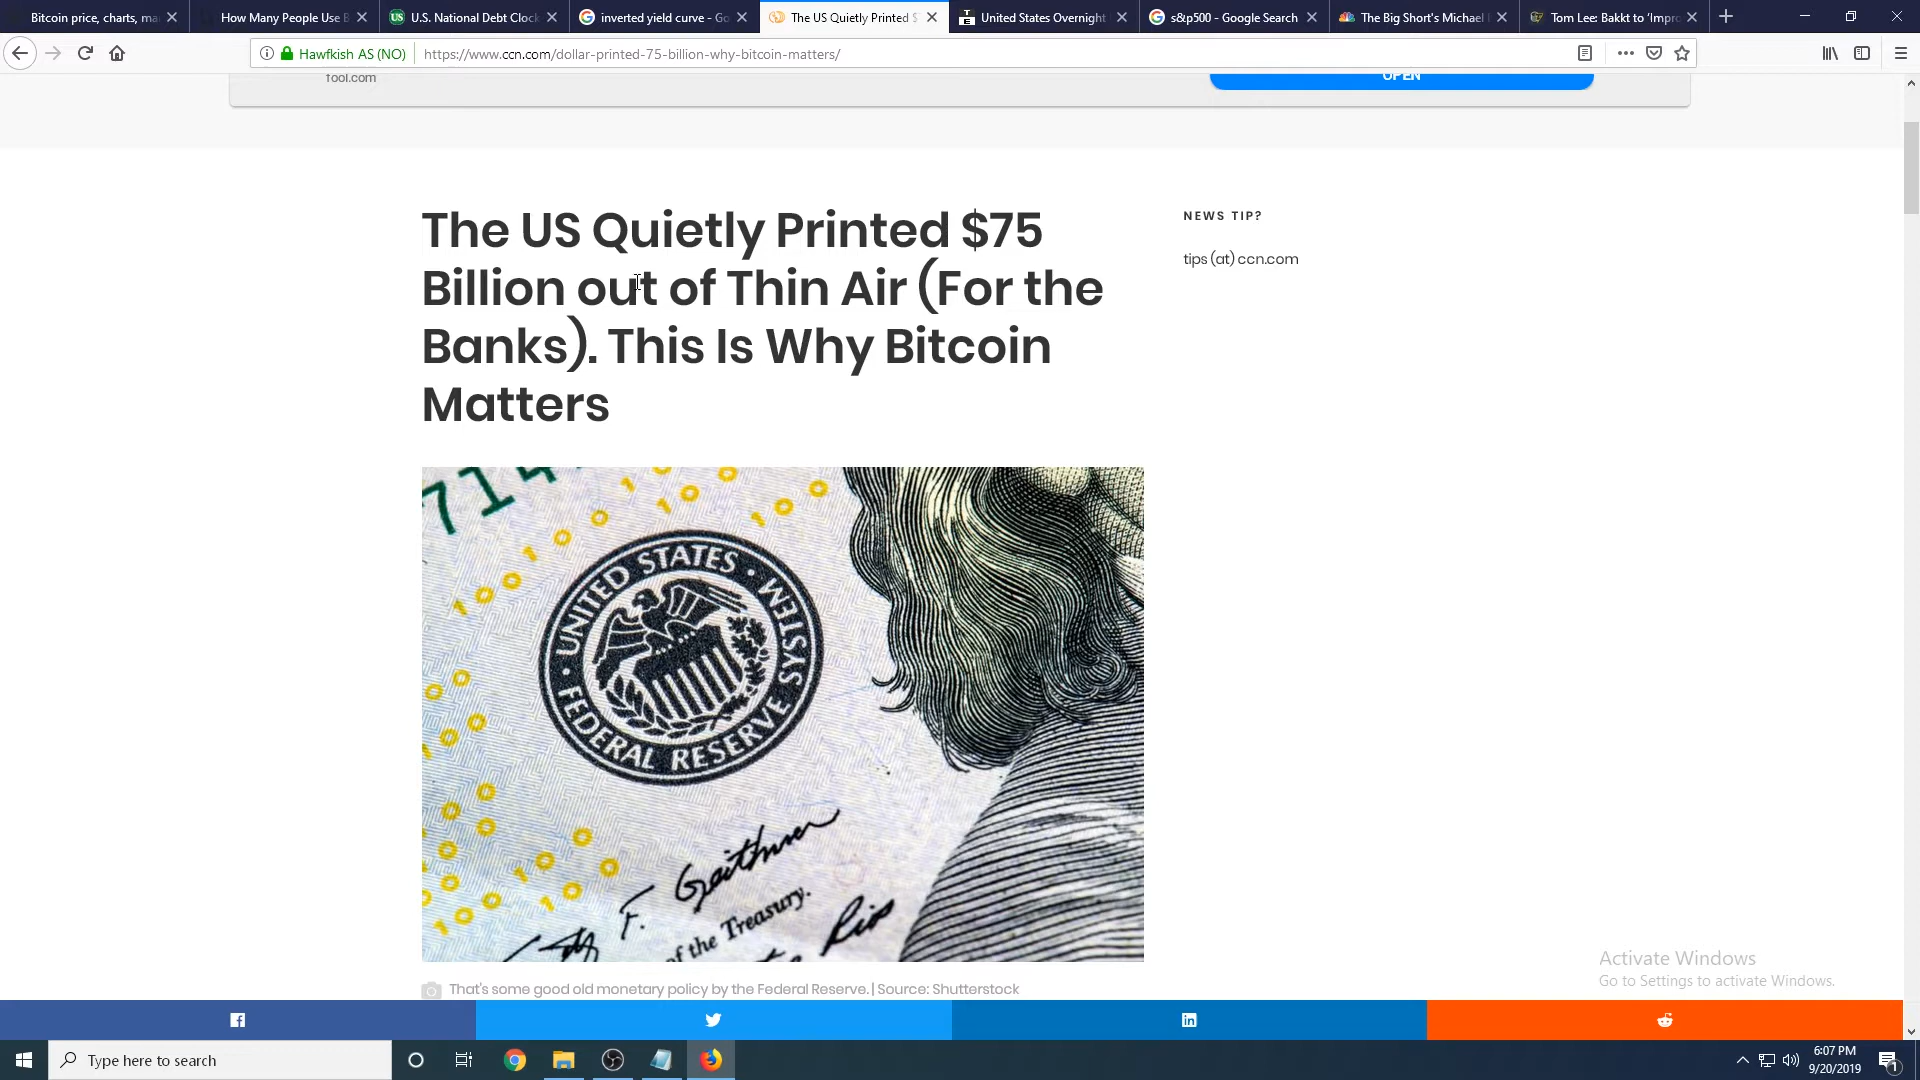 Bitcoin price, charts, ma
How Many People Use B
U.S. National Debt Clock
inverted yield curve - Go
The US Quietly Printed $
United States Overnight
s&p500 - Google Search
The Big Short's Michael
Tom Lee: Bakkt to 'Impro
Hawfkish AS (NO)
https://www.ccn.com/dollar-printed-75-billion-why-bitcoin-matters/
fool.com
OPEN
The US Quietly Printed $75
Billion out of Thin Air (For the
Banks). This Is Why Bitcoin
Matters
NEWS TIP?
tips (at) ccn.com
714
UNITED STATES
FEDERAL RESERVE SYSTEM
of the Treasury.
That's some good old monetary policy by the Federal Reserve. | Source: Shutterstock
Activate Windows
Go to Settings to activate Windows.
Type here to search
6:07 PM
9/20/2019
1